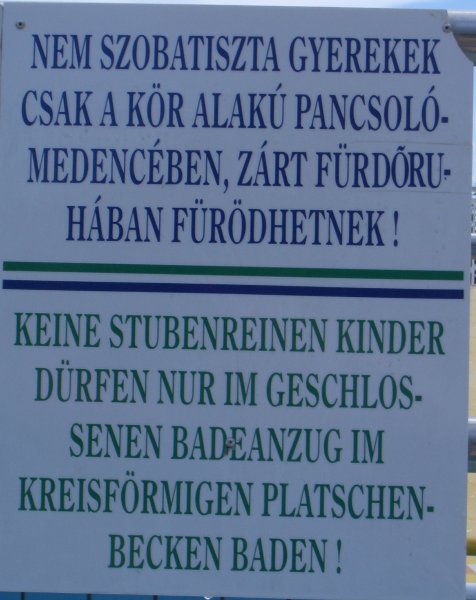 NEM SZOBATISZTA GYEREKEK
CSAK A KÖR ALAKÚ PANCSOLÓ-
MEDENCÉBEN, ZÁRT FÜRDÕRU-
HÁBAN FÜRÖDHETNEK !
KEINE STUBENREINEN KINDER
DÜRFEN NUR IM GESCHLOS-
SENEN BADEANZUG IM
KREISFÖRMIGEN PLATSCHEN-
BECKEN BADEN !